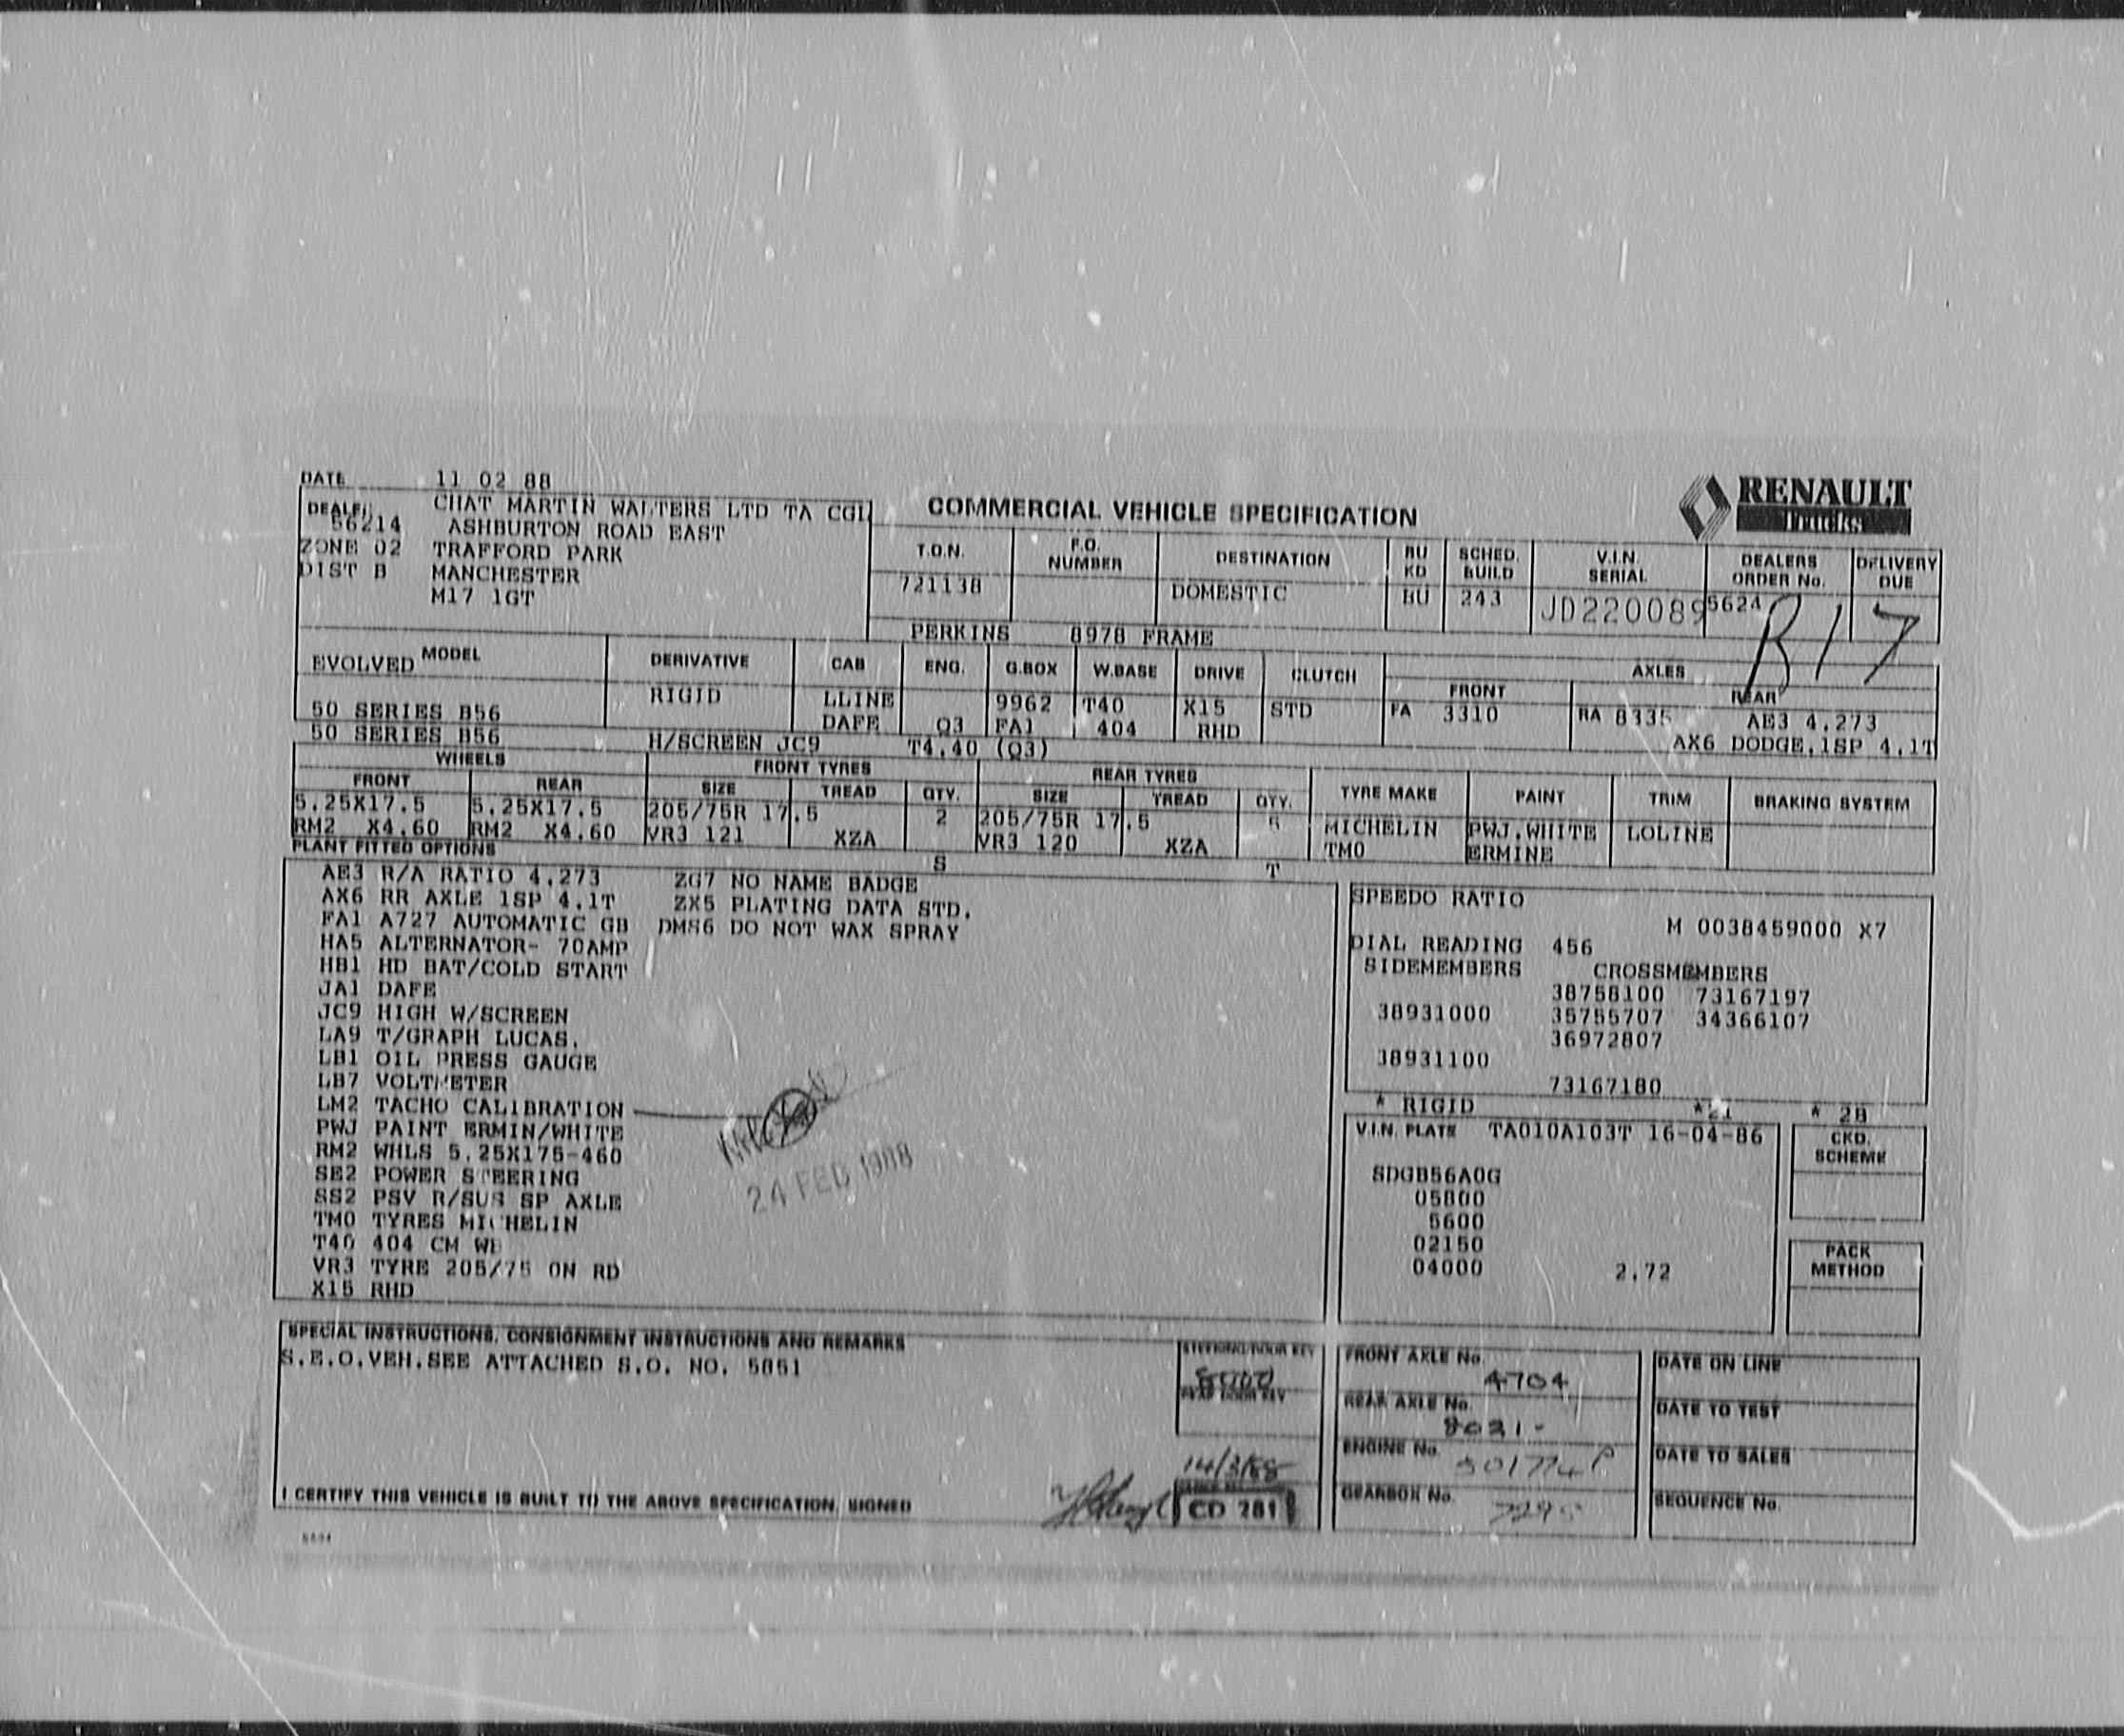 DATE 11 02 88
RENAULT
Trucks
DEALER CHAT MARTIN WALTERS LTD TA CGL
56214 ASHBURTON ROAD EAST
ZONE 02 TRAFFORD PARK
DIST B MANCHESTER
M17 1GT
COMMERCIAL VEHICLE SPECIFICATION
T.O.N. F.O. NUMBER DESTINATION BU KD SCHED. BUILD V.I.N. SERIAL DEALERS ORDER No. DELIVERY DUE
721138 DOMESTIC BU 243 JD220089 5624 R17
PERKINS 8978 FRAME
MODEL DERIVATIVE CAB ENG. G.BOX W.BASE DRIVE CLUTCH AXLES
FRONT REAR
EVOLVED RIGID LLINE 9962 T40 X15 STD FA 3310 RA 8335 AE3 4.273
50 SERIES B56 DAFE Q3 FA1 404 RHD
50 SERIES B56 H/SCREEN JC9 T4.40 (Q3) AX6 DODGE.1SP 4.1T
WHEELS FRONT TYRES REAR TYRES
FRONT REAR SIZE TREAD QTY. SIZE TREAD QTY. TYRE MAKE PAINT TRIM BRAKING SYSTEM
5.25X17.5 5.25X17.5 205/75R 17.5 2 205/75R 17.5 MICHELIN PWJ.WHITE LOLINE
RM2 X4.60 RM2 X4.60 VR3 121 XZA VR3 120 XZA TMO ERMINE
PLANT FITTED OPTIONS S T
AE3 R/A RATIO 4.273 ZG7 NO NAME BADGE
AX6 RR AXLE 1SP 4.1T ZX5 PLATING DATA STD.
FA1 A727 AUTOMATIC GB DMS6 DO NOT WAX SPRAY
HA5 ALTERNATOR- 70AMP
HB1 HD BAT/COLD START
JA1 DAFE
JC9 HIGH W/SCREEN
LA9 T/GRAPH LUCAS.
LB1 OIL PRESS GAUGE
LB7 VOLTMETER
LM2 TACHO CALIBRATION
PWJ PAINT ERMIN/WHITE
RM2 WHLS 5.25X175-460
SE2 POWER STEERING
SS2 PSV R/SUS SP AXLE
TMO TYRES MICHELIN
T40 404 CM WB
VR3 TYRE 205/75 ON RD
X15 RHD
24 FEB 1988
SPEEDO RATIO
M 0038459000 X7
DIAL READING 456
SIDEMEMBERS CROSSMEMBERS
38758100 73167197
38931000 35755707 34366107
36972807
38931100
73167180
* RIGID *21 * 2B
V.I.N. PLATE TA010A103T 16-04-86
SDGB56A0G
05800
5600
02150
04000 2.72
CKD. SCHEME
PACK METHOD
SPECIAL INSTRUCTIONS, CONSIGNMENT INSTRUCTIONS AND REMARKS
S.E.O.VEH.SEE ATTACHED S.O. NO. 5851
STEERING/DOOR KEY
REAR DOOR KEY
14/3/88
CD 281
I CERTIFY THIS VEHICLE IS BUILT TO THE ABOVE SPECIFICATION, SIGNED
FRONT AXLE No. 4704
REAR AXLE No. 8031-
ENGINE No.
GEARBOX No. 7295
DATE ON LINE
DATE TO TEST
DATE TO SALES
SEQUENCE No.